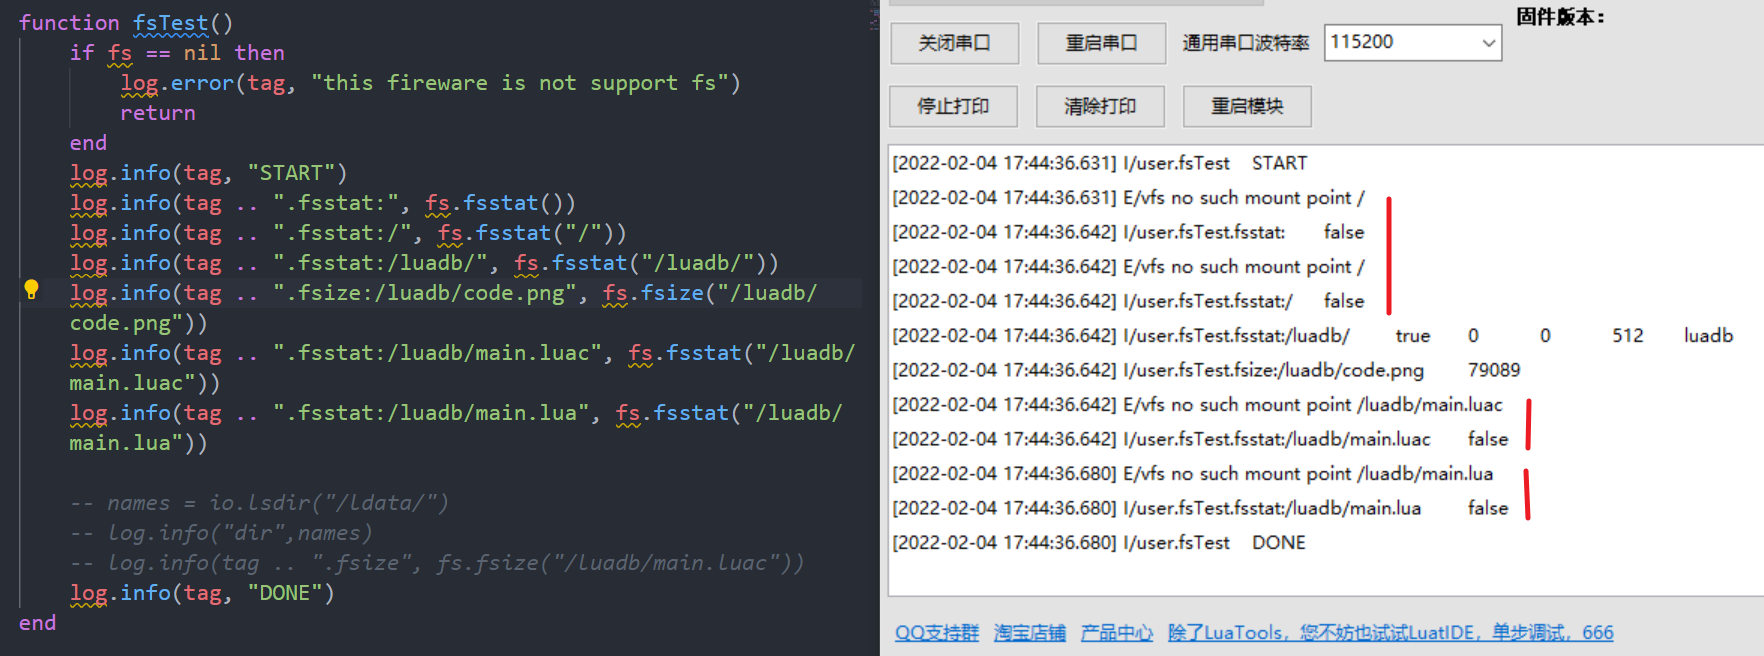 function fsTest()
if fs == nil then
log.error(tag, "this fireware is not support fs")
return
end
log.info(tag, "START")
log.info(tag .. ".fsstat:", fs.fsstat())
log.info(tag .. ".fsstat:/", fs.fsstat("/"))
log.info(tag .. ".fsstat:/luadb/", fs.fsstat("/luadb/"))
log.info(tag .. ".fsize:/luadb/code.png", fs.fsize("/luadb/
code.png"))
log.info(tag .. ".fsstat:/luadb/main.luac", fs.fsstat("/luadb/
main.luac"))
log.info(tag .. ".fsstat:/luadb/main.lua", fs.fsstat("/luadb/
main.lua"))
-- names = io.lsdir("/ldata/")
-- log.info("dir",names)
-- log.info(tag .. ".fsize", fs.fsize("/luadb/main.luac"))
log.info(tag, "DONE")
end
固件版本：
关闭串口 重启串口 通用串口波特率 115200
停止打印 清除打印 重启模块
[2022-02-04 17:44:36.631] I/user.fsTest START
[2022-02-04 17:44:36.631] E/vfs no such mount point /
[2022-02-04 17:44:36.642] I/user.fsTest.fsstat: false
[2022-02-04 17:44:36.642] E/vfs no such mount point /
[2022-02-04 17:44:36.642] I/user.fsTest.fsstat:/ false
[2022-02-04 17:44:36.642] I/user.fsTest.fsstat:/luadb/ true 0 0 512 luadb
[2022-02-04 17:44:36.642] I/user.fsTest.fsize:/luadb/code.png 79089
[2022-02-04 17:44:36.642] E/vfs no such mount point /luadb/main.luac
[2022-02-04 17:44:36.642] I/user.fsTest.fsstat:/luadb/main.luac false
[2022-02-04 17:44:36.680] E/vfs no such mount point /luadb/main.lua
[2022-02-04 17:44:36.680] I/user.fsTest.fsstat:/luadb/main.lua false
[2022-02-04 17:44:36.680] I/user.fsTest DONE
QQ支持群 淘宝店铺 产品中心 除了LuaTools，您不妨也试试LuatIDE，单步调试，666